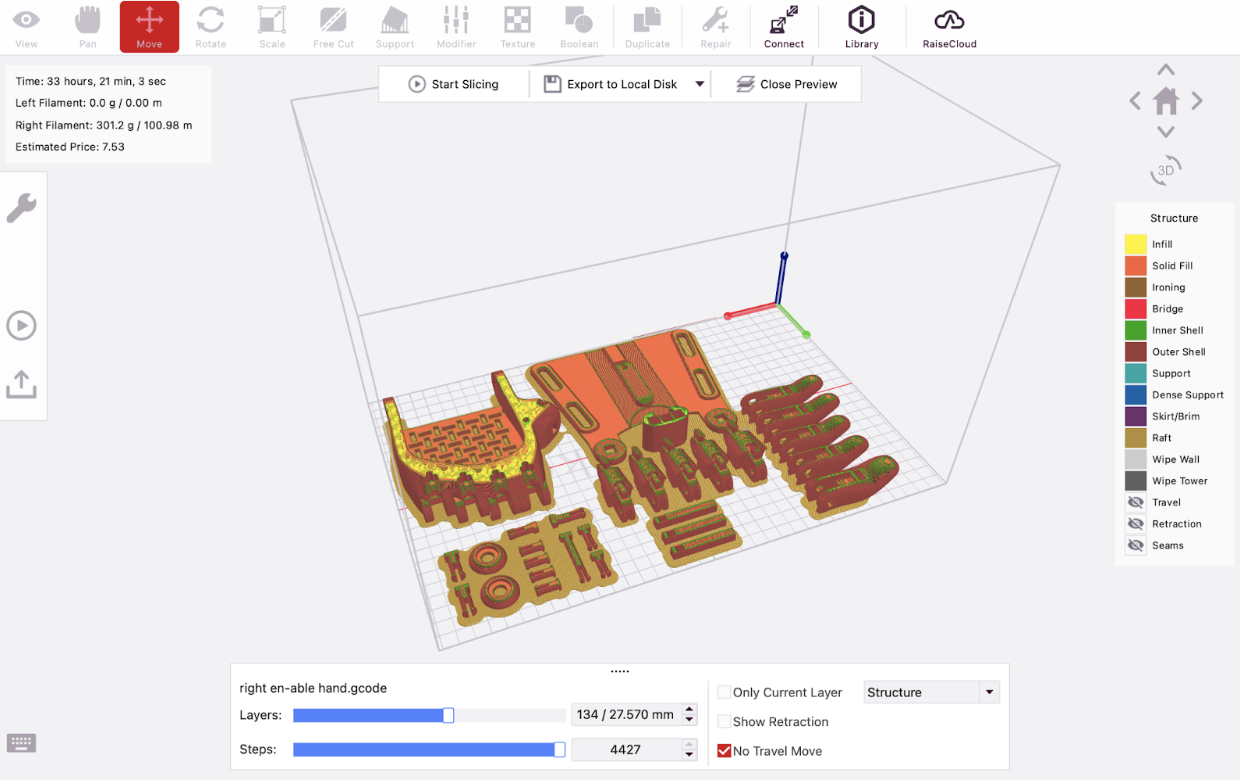 View
Pan
Move
Rotate
Scale
Free Cut
Support
Modifier
Texture
Boolean
Duplicate
Repair
Connect
Library
RaiseCloud
Time: 33 hours, 21 min, 3 sec
Left Filament: 0.0 g / 0.00 m
Right Filament: 301.2 g / 100.98 m
Estimated Price: 7.53
Start Slicing
Export to Local Disk
Close Preview
3D
Structure
Infill
Solid Fill
Ironing
Bridge
Inner Shell
Outer Shell
Support
Dense Support
Skirt/Brim
Raft
Wipe Wall
Wipe Tower
Travel
Retraction
Seams
right en-able hand.gcode
Layers:
134 / 27.570 mm
Steps:
4427
Only Current Layer
Structure
Show Retraction
No Travel Move